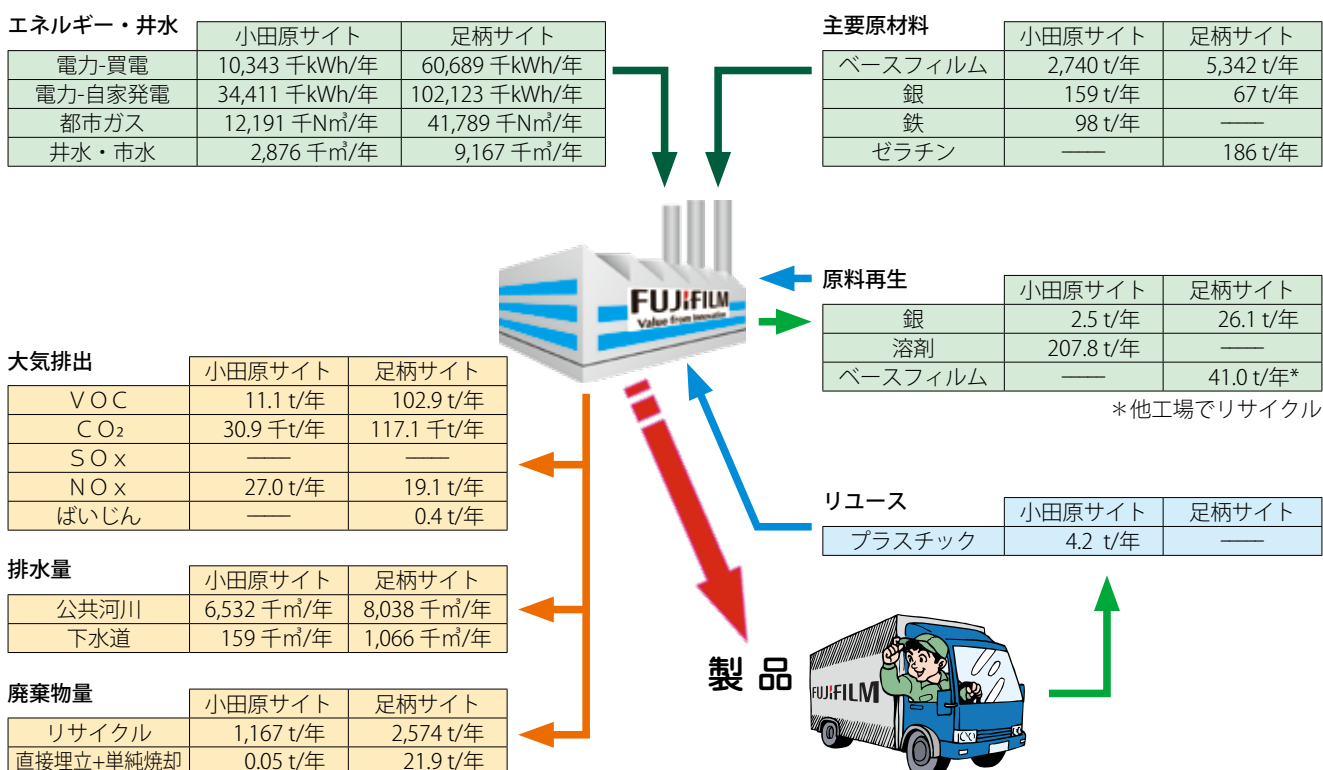 エネルギー・井水
小田原サイト 足柄サイト
電力-買電 10,343 千kWh/年 60,689 千kWh/年
電力-自家発電 34,411 千kWh/年 102,123 千kWh/年
都市ガス 12,191 千N㎥/年 41,789 千N㎥/年
井水・市水 2,876 千㎥/年 9,167 千㎥/年
主要原材料
小田原サイト 足柄サイト
ベースフィルム 2,740 t/年 5,342 t/年
銀 159 t/年 67 t/年
鉄 98 t/年 ――
ゼラチン ―― 186 t/年
FUJIFILM
Value from Innovation
原料再生
小田原サイト 足柄サイト
銀 2.5 t/年 26.1 t/年
溶剤 207.8 t/年 ――
ベースフィルム ―― 41.0 t/年*
＊他工場でリサイクル
大気排出
小田原サイト 足柄サイト
ＶＯＣ 11.1 t/年 102.9 t/年
ＣＯ₂ 30.9 千t/年 117.1 千t/年
ＳＯｘ ―― ――
ＮＯｘ 27.0 t/年 19.1 t/年
ばいじん ―― 0.4 t/年
リユース
小田原サイト 足柄サイト
プラスチック 4.2 t/年 ――
排水量
小田原サイト 足柄サイト
公共河川 6,532 千㎥/年 8,038 千㎥/年
下水道 159 千㎥/年 1,066 千㎥/年
製品
FUJIFILM
廃棄物量
小田原サイト 足柄サイト
リサイクル 1,167 t/年 2,574 t/年
直接埋立+単純焼却 0.05 t/年 21.9 t/年